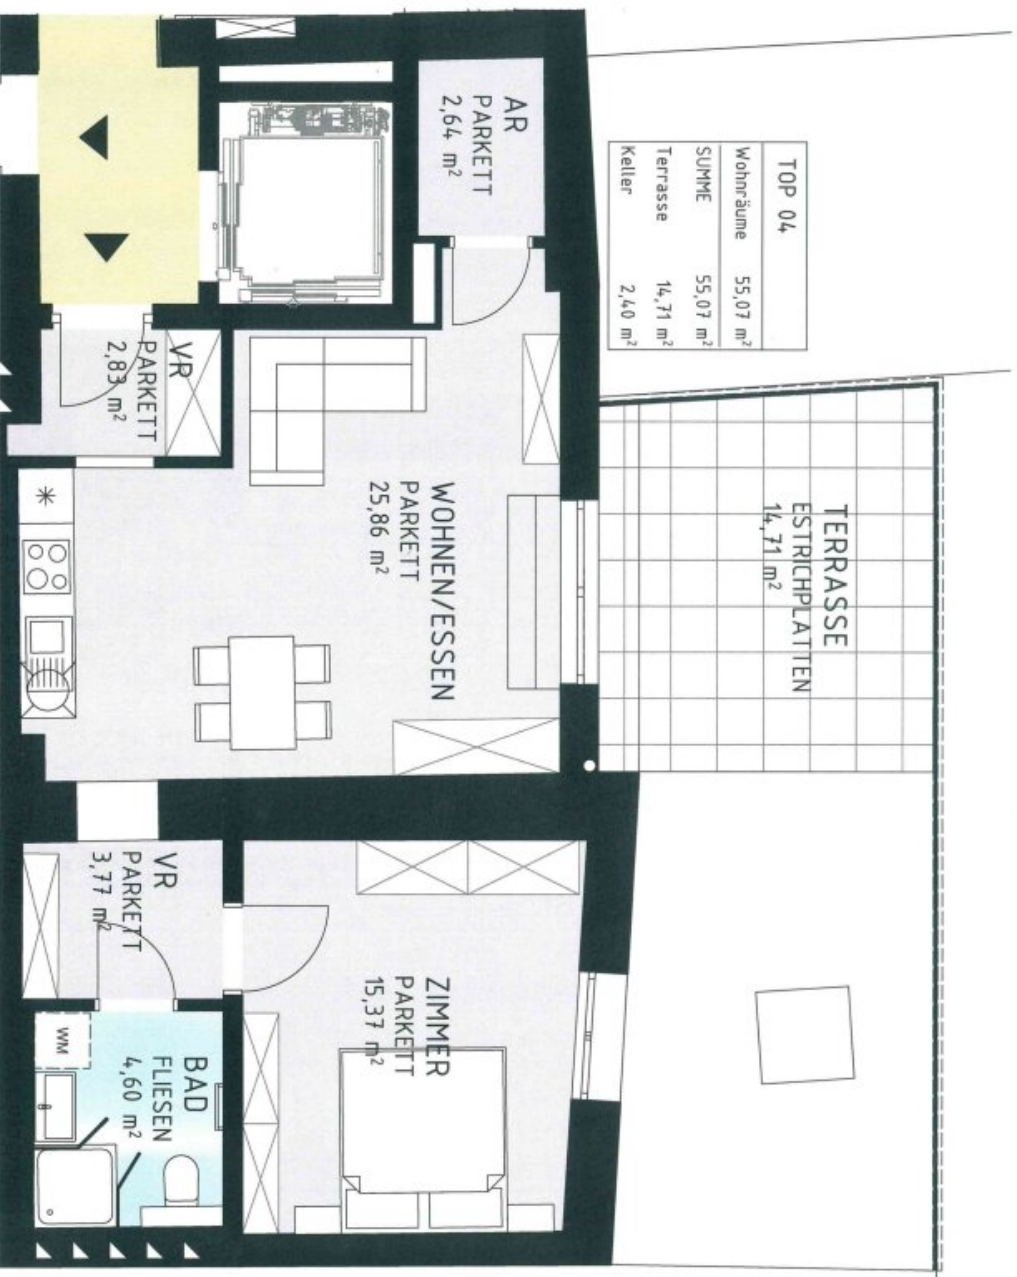 TOP 04
Wohnräume 55,07 m²
SUMME 55,07 m²
Terrasse 14,71 m²
Keller 2,40 m²
AR
PARKETT
2,64 m²
VR
PARKETT
2,83 m²
WOHNEN/ESSEN
PARKETT
25,86 m²
TERRASSE
ESTRICHPLATTEN
14,71 m²
VR
PARKETT
3,77 m²
ZIMMER
PARKETT
15,37 m²
BAD
FLIESEN
4,60 m²
WM